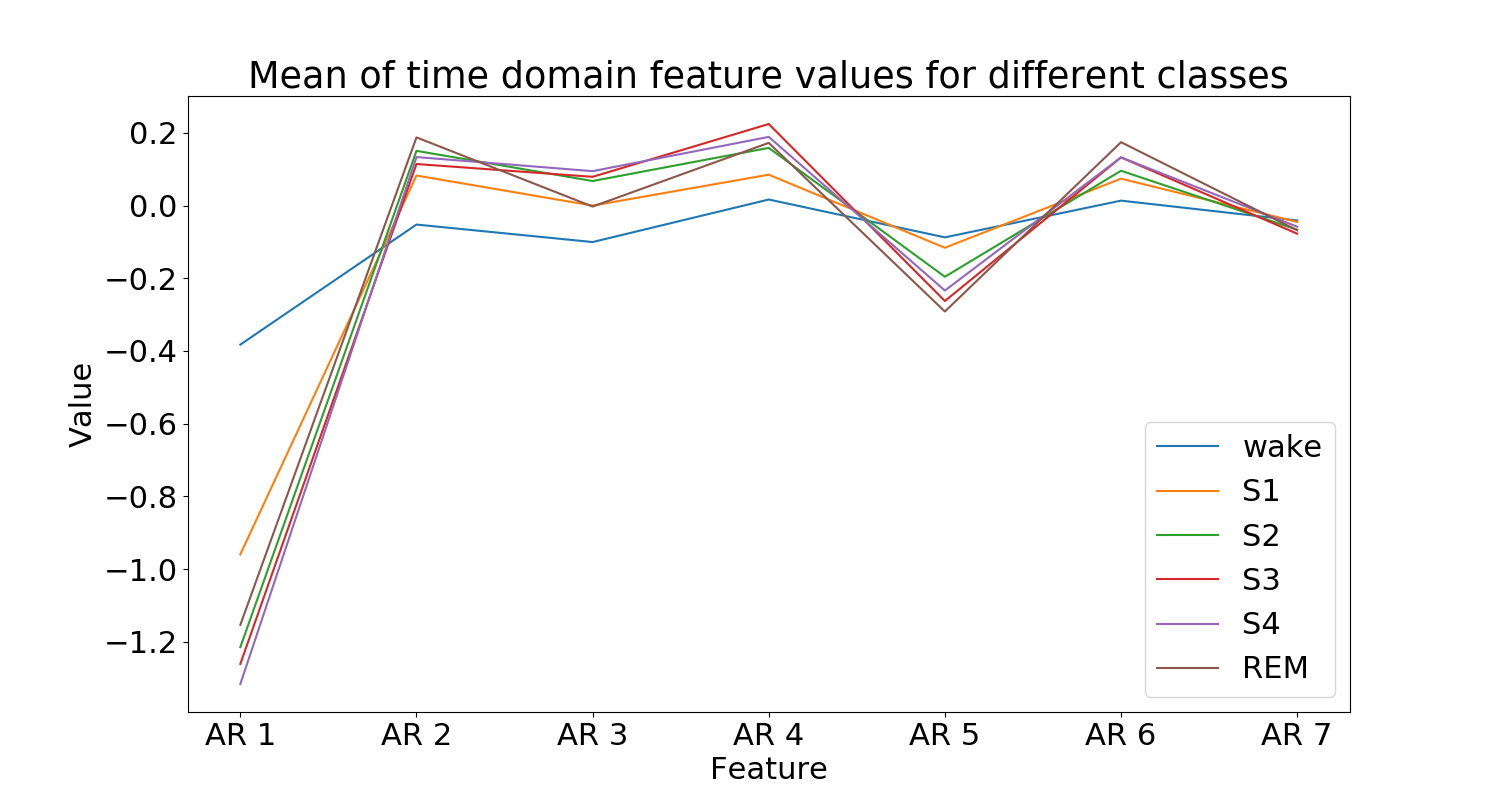 Mean of time domain feature values for different classes
0.2
0.0
−0.2
−0.4
−0.6
−0.8
−1.0
−1.2
Value
wake
S1
S2
S3
S4
REM
AR 1 AR 2 AR 3 AR 4 AR 5 AR 6 AR 7
Feature